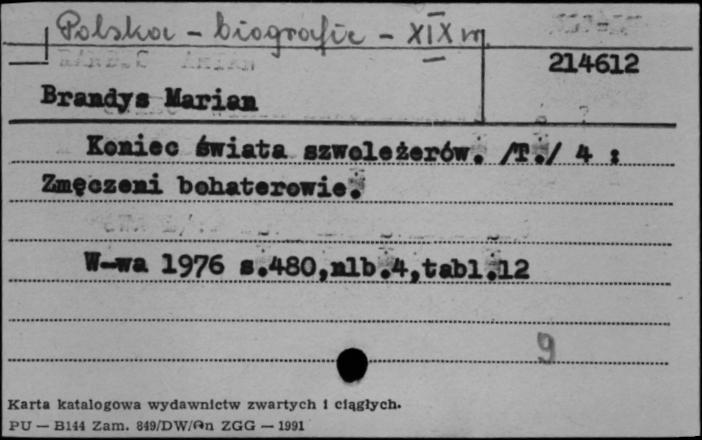 Polska - biografie - XIX w.
214612
Brandys Marian
Koniec świata szwoleżerów. /T./ 4 :
Zmęczeni bohaterowie.
W-wa 1976 s.480,nlb.4,tabl.12
9
Karta katalogowa wydawnictw zwartych i ciągłych.
PU — B144 Zam. 849/DW/ ZGG — 1991